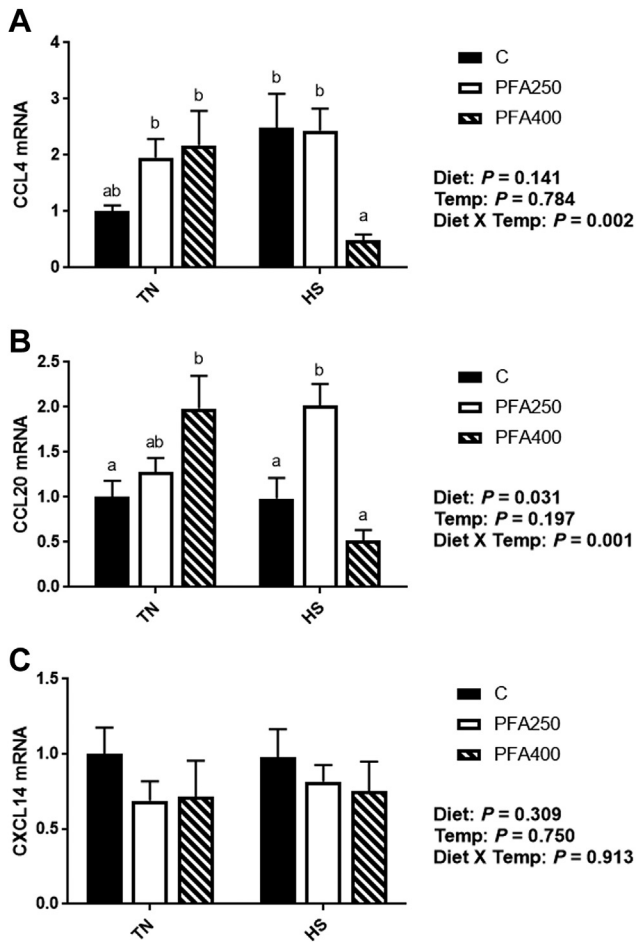 A
CCL4 mRNA
4
3
2
1
0
ab
b
b
b
b
a
TN
HS
C
PFA250
PFA400
Diet: P = 0.141
Temp: P = 0.784
Diet X Temp: P = 0.002
B
CCL20 mRNA
2.5
2.0
1.5
1.0
0.5
0.0
a
ab
b
a
b
a
TN
HS
C
PFA250
PFA400
Diet: P = 0.031
Temp: P = 0.197
Diet X Temp: P = 0.001
C
CXCL14 mRNA
1.5
1.0
0.5
0.0
TN
HS
C
PFA250
PFA400
Diet: P = 0.309
Temp: P = 0.750
Diet X Temp: P = 0.913